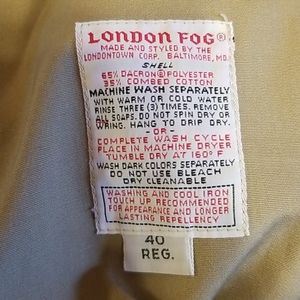 LONDON FOG®
MADE AND STYLED BY THE
LONDONTOWN CORP. BALTIMORE, MD.
SHELL
65% DACRON® POLYESTER
35% COMBED COTTON
MACHINE WASH SEPARATELY
WITH WARM OR COLD WATER
RINSE THREE (3) TIMES. REMOVE
ALL SOAPS. DO NOT SPIN DRY OR
WRING. HANG TO DRIP DRY.
-OR-
COMPLETE WASH CYCLE
PLACE IN MACHINE DRYER
TUMBLE DRY AT 160°F
WASH DARK COLORS SEPARATELY
DO NOT USE BLEACH
DRY CLEANABLE
WASHING AND COOL IRON
TOUCH UP RECOMMENDED
FOR APPEARANCE AND LONGER
LASTING REPELLENCY
40
REG.